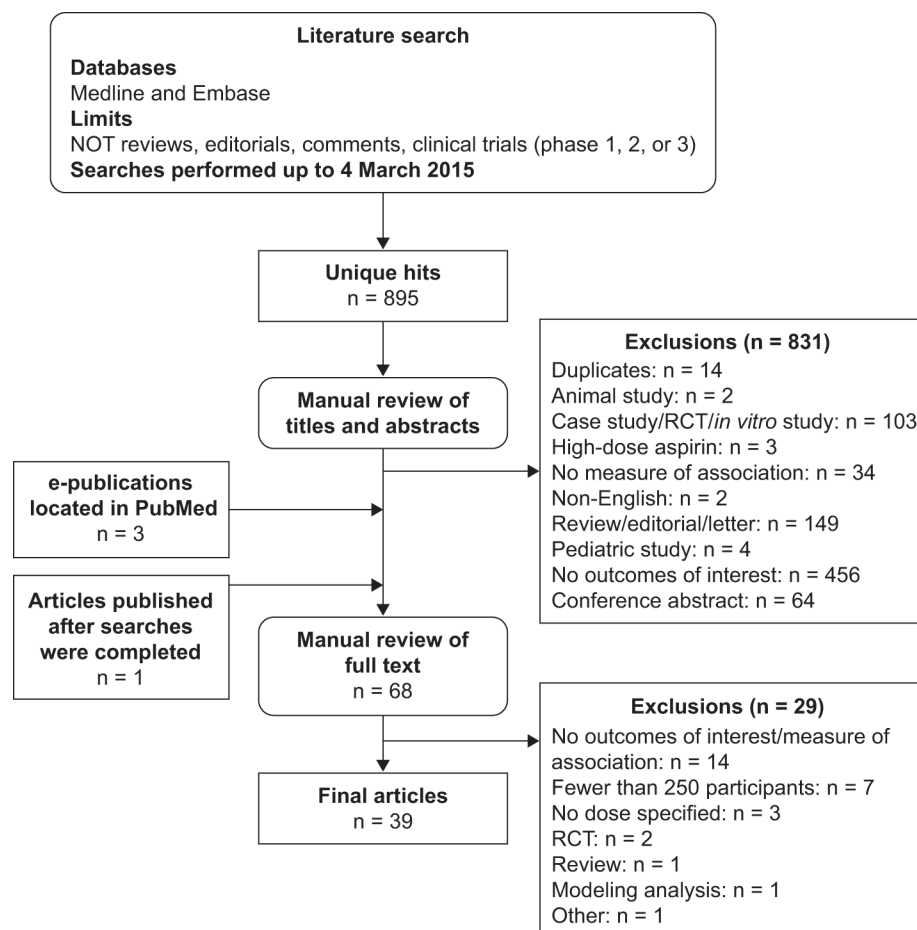 Literature search
Databases
Medline and Embase
Limits
NOT reviews, editorials, comments, clinical trials (phase 1, 2, or 3)
Searches performed up to 4 March 2015
Unique hits
n = 895
Manual review of
titles and abstracts
Exclusions (n = 831)
Duplicates: n = 14
Animal study: n = 2
Case study/RCT/in vitro study: n = 103
High-dose aspirin: n = 3
No measure of association: n = 34
Non-English: n = 2
Review/editorial/letter: n = 149
Pediatric study: n = 4
No outcomes of interest: n = 456
Conference abstract: n = 64
e-publications
located in PubMed
n = 3
Articles published
after searches
were completed
n = 1
Manual review of
full text
n = 68
Exclusions (n = 29)
No outcomes of interest/measure of
association: n = 14
Fewer than 250 participants: n = 7
No dose specified: n = 3
RCT: n = 2
Review: n = 1
Modeling analysis: n = 1
Other: n = 1
Final articles
n = 39